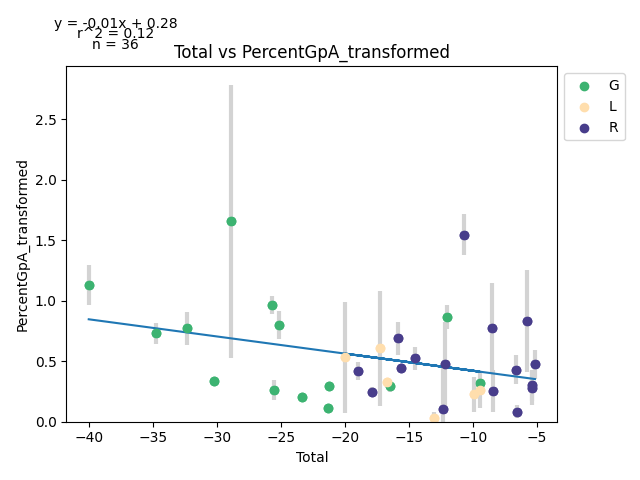 y = -0.01x + 0.28
r^2 = 0.12
n = 36
Total vs PercentGpA_transformed
G
L
R
PercentGpA_transformed
2.5
2.0
1.5
1.0
0.5
0.0
−40
−35
−30
−25
−20
−15
−10
−5
Total